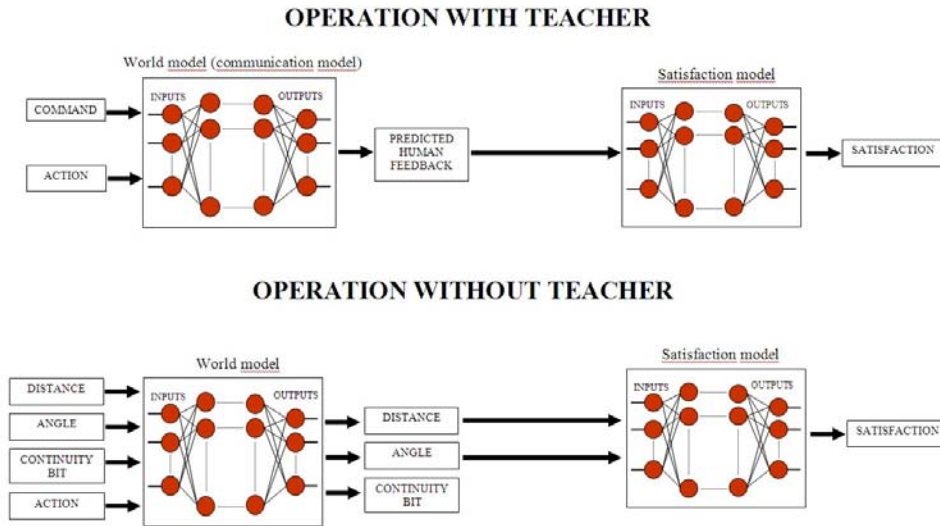 OPERATION WITH TEACHER
World model (communication model)
Satisfaction model
INPUTS
OUTPUTS
INPUTS
OUTPUTS
COMMAND
ACTION
PREDICTED
HUMAN
FEEDBACK
SATISFACTION
OPERATION WITHOUT TEACHER
World model
Satisfaction model
DISTANCE
ANGLE
CONTINUITY
BIT
ACTION
INPUTS
OUTPUTS
DISTANCE
ANGLE
CONTINUITY
BIT
INPUTS
OUTPUTS
SATISFACTION